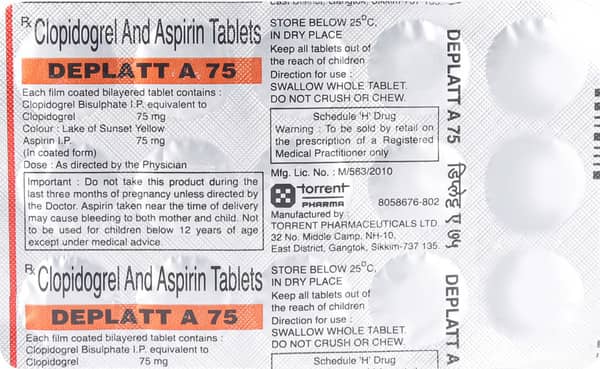 East District, Gangtok, Sikkim-737 135.
Rx Clopidogrel And Aspirin Tablets
DEPLATT A 75
Each film coated bilayered tablet contains :
Clopidogrel Bisulphate I.P. equivalent to
Clopidogrel 75 mg
Colour : Lake of Sunset Yellow
Aspirin I.P. 75 mg
(In coated form)
Dose : As directed by the Physician
Important : Do not take this product during the
last three months of pregnancy unless directed by
the Doctor. Aspirin taken near the time of delivery
may cause bleeding to both mother and child. Not
to be used for children below 12 years of age
except under medical advice.
STORE BELOW 25°C,
IN DRY PLACE
Keep all tablets out of
the reach of children
Direction for use :
SWALLOW WHOLE TABLET.
DO NOT CRUSH OR CHEW.
Schedule 'H' Drug
Warning : To be sold by retail on
the prescription of a Registered
Medical Practitioner only
Mfg. Lic. No. : M/563/2010
torrent
PHARMA
8058676-802
Manufactured by :
TORRENT PHARMACEUTICALS LTD.
32 No. Middle Camp, NH-10,
East District, Gangtok, Sikkim-737 135.
DEPLATT A 75 डिप्लेट ए ७५
Rx Clopidogrel And Aspirin Tablets
DEPLATT A 75
Each film coated bilayered tablet contains :
Clopidogrel Bisulphate I.P. equivalent to
Clopidogrel 75 mg
STORE BELOW 25°C,
IN DRY PLACE
Keep all tablets out of
the reach of children
Direction for use :
SWALLOW WHOLE TABLET.
DO NOT CRUSH OR CHEW.
Schedule 'H' Drug
DEPLATT A